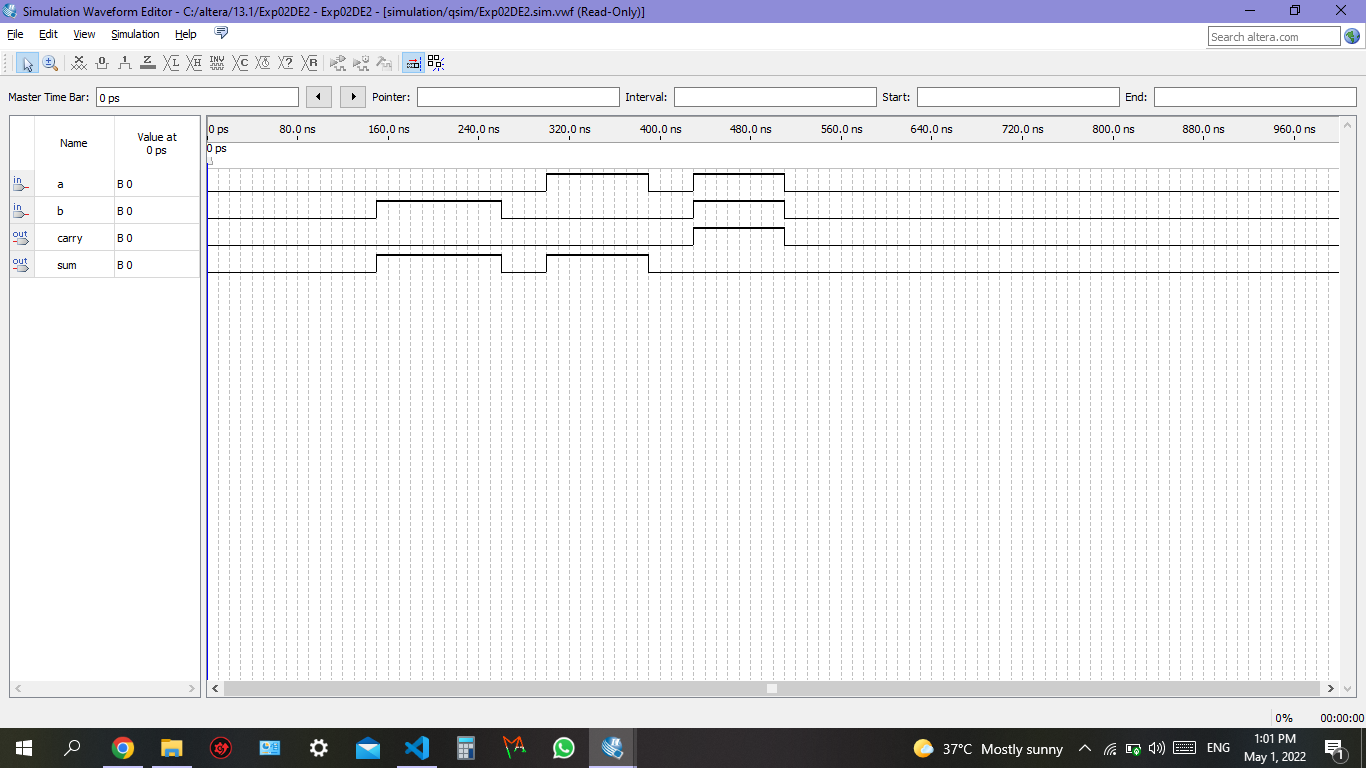 Simulation Waveform Editor - C:/altera/13.1/Exp02DE2 - Exp02DE2 - [simulation/qsim/Exp02DE2.sim.vwf (Read-Only)]
File Edit View Simulation Help
Search altera.com
Master Time Bar: 0 ps Pointer: Interval: Start: End:
Name Value at 0 ps
0 ps 80.0 ns 160.0 ns 240.0 ns 320.0 ns 400.0 ns 480.0 ns 560.0 ns 640.0 ns 720.0 ns 800.0 ns 880.0 ns 960.0 ns
0 ps
in a B 0
in b B 0
out carry B 0
out sum B 0
0% 00:00:00
37°C Mostly sunny ENG 1:01 PM
May 1, 2022 1